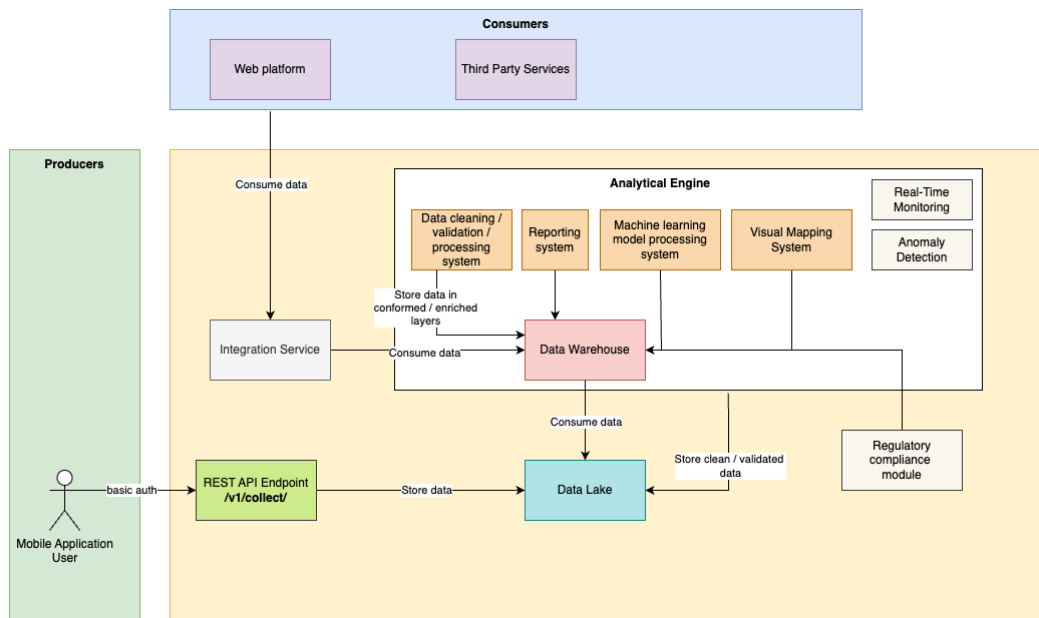 Consumers
Web platform
Third Party Services
Producers
Consume data
Analytical Engine
Real-Time
Monitoring
Data cleaning /
validation /
processing
system
Reporting
system
Machine learning
model processing
system
Visual Mapping
System
Anomaly
Detection
Store data in
conformed / enriched
layers
Integration Service
Consume data
Data Warehouse
Consume data
Store clean / validated
data
Regulatory
compliance
module
Mobile Application
User
basic auth
REST API Endpoint
/v1/collect/
Store data
Data Lake